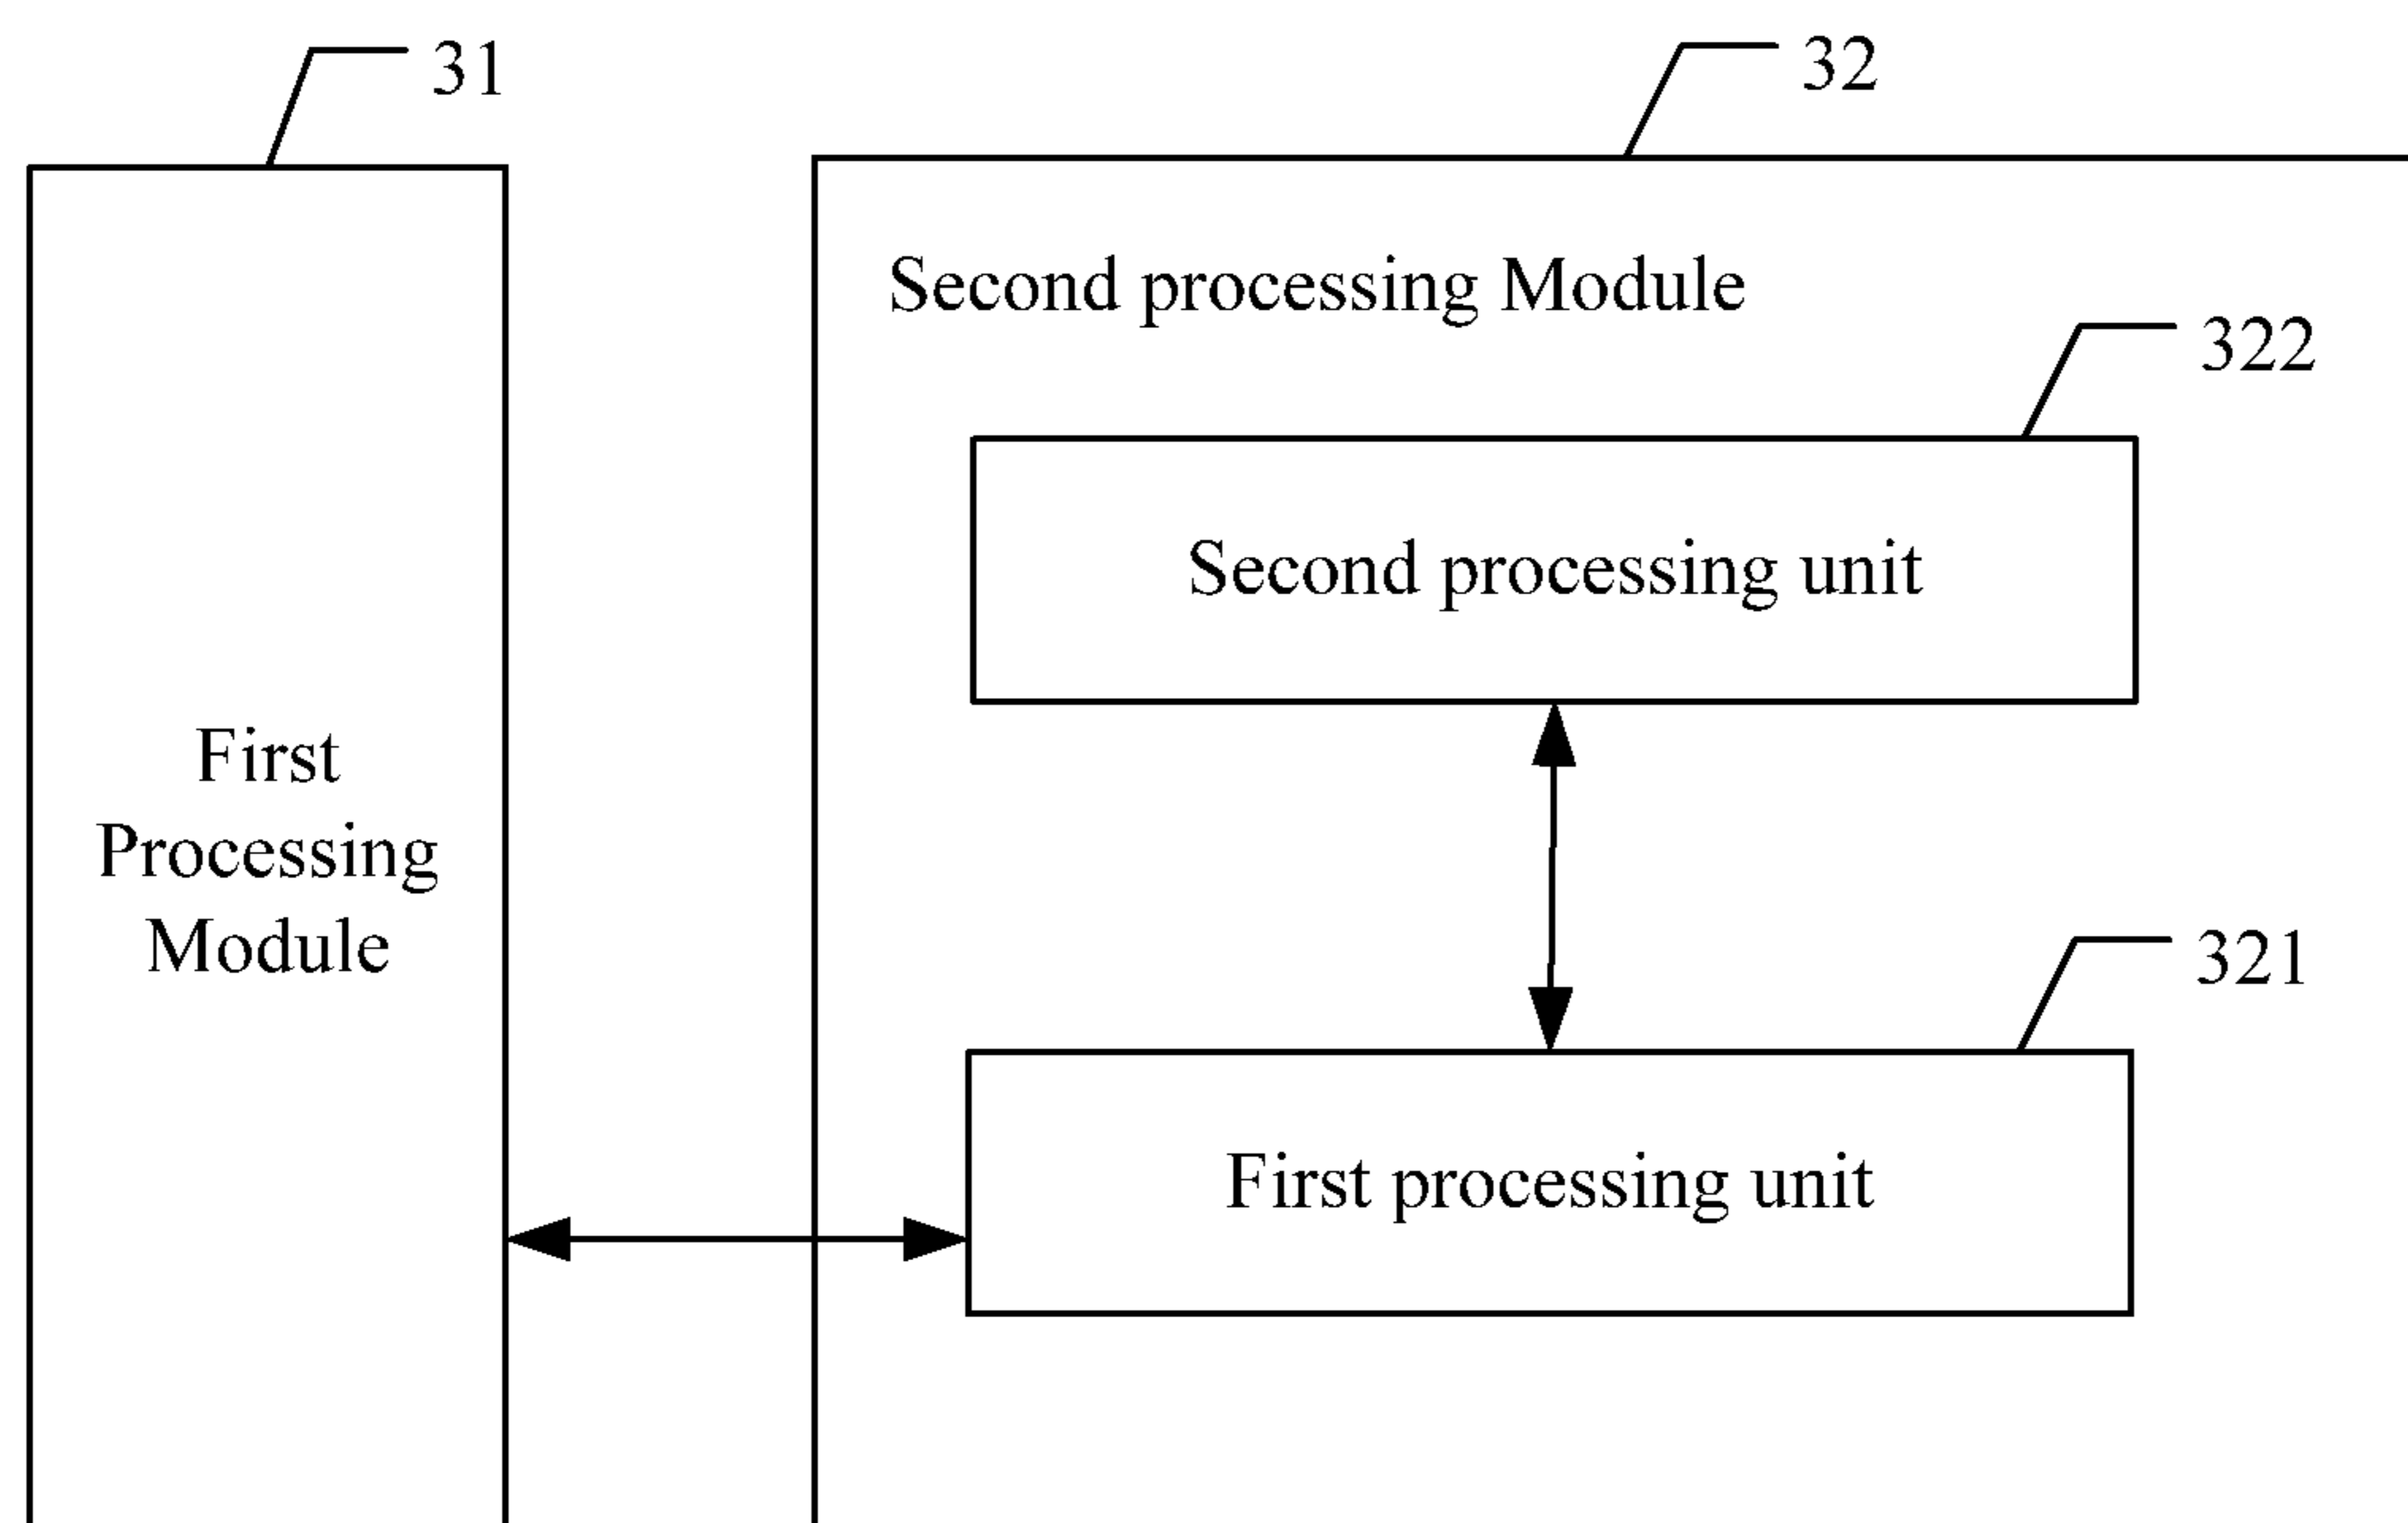 31
32
Second processing Module
322
Second processing unit
First
Processing
Module
321
First processing unit